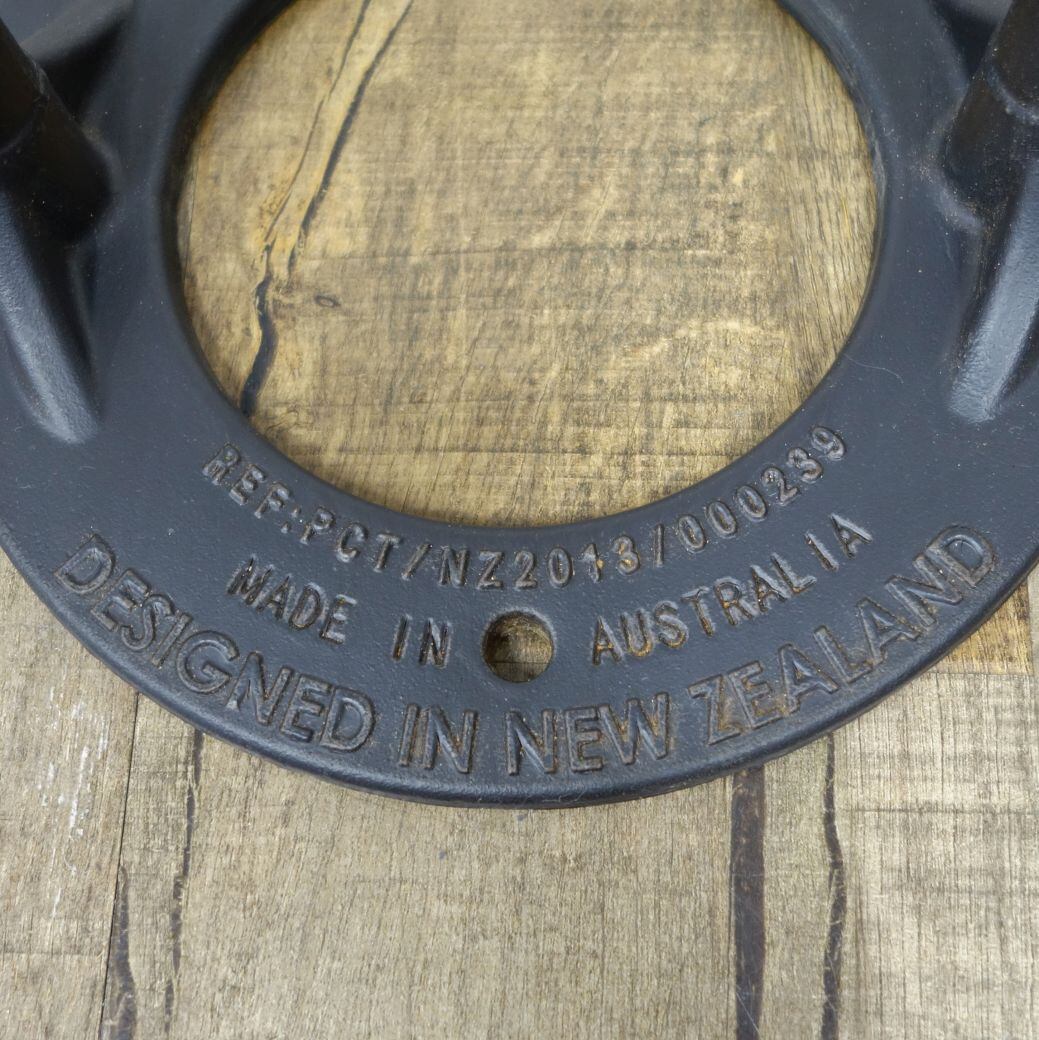 REF:PCT/NZ2013/000239
MADE IN AUSTRALIA
DESIGNED IN NEW ZEALAND